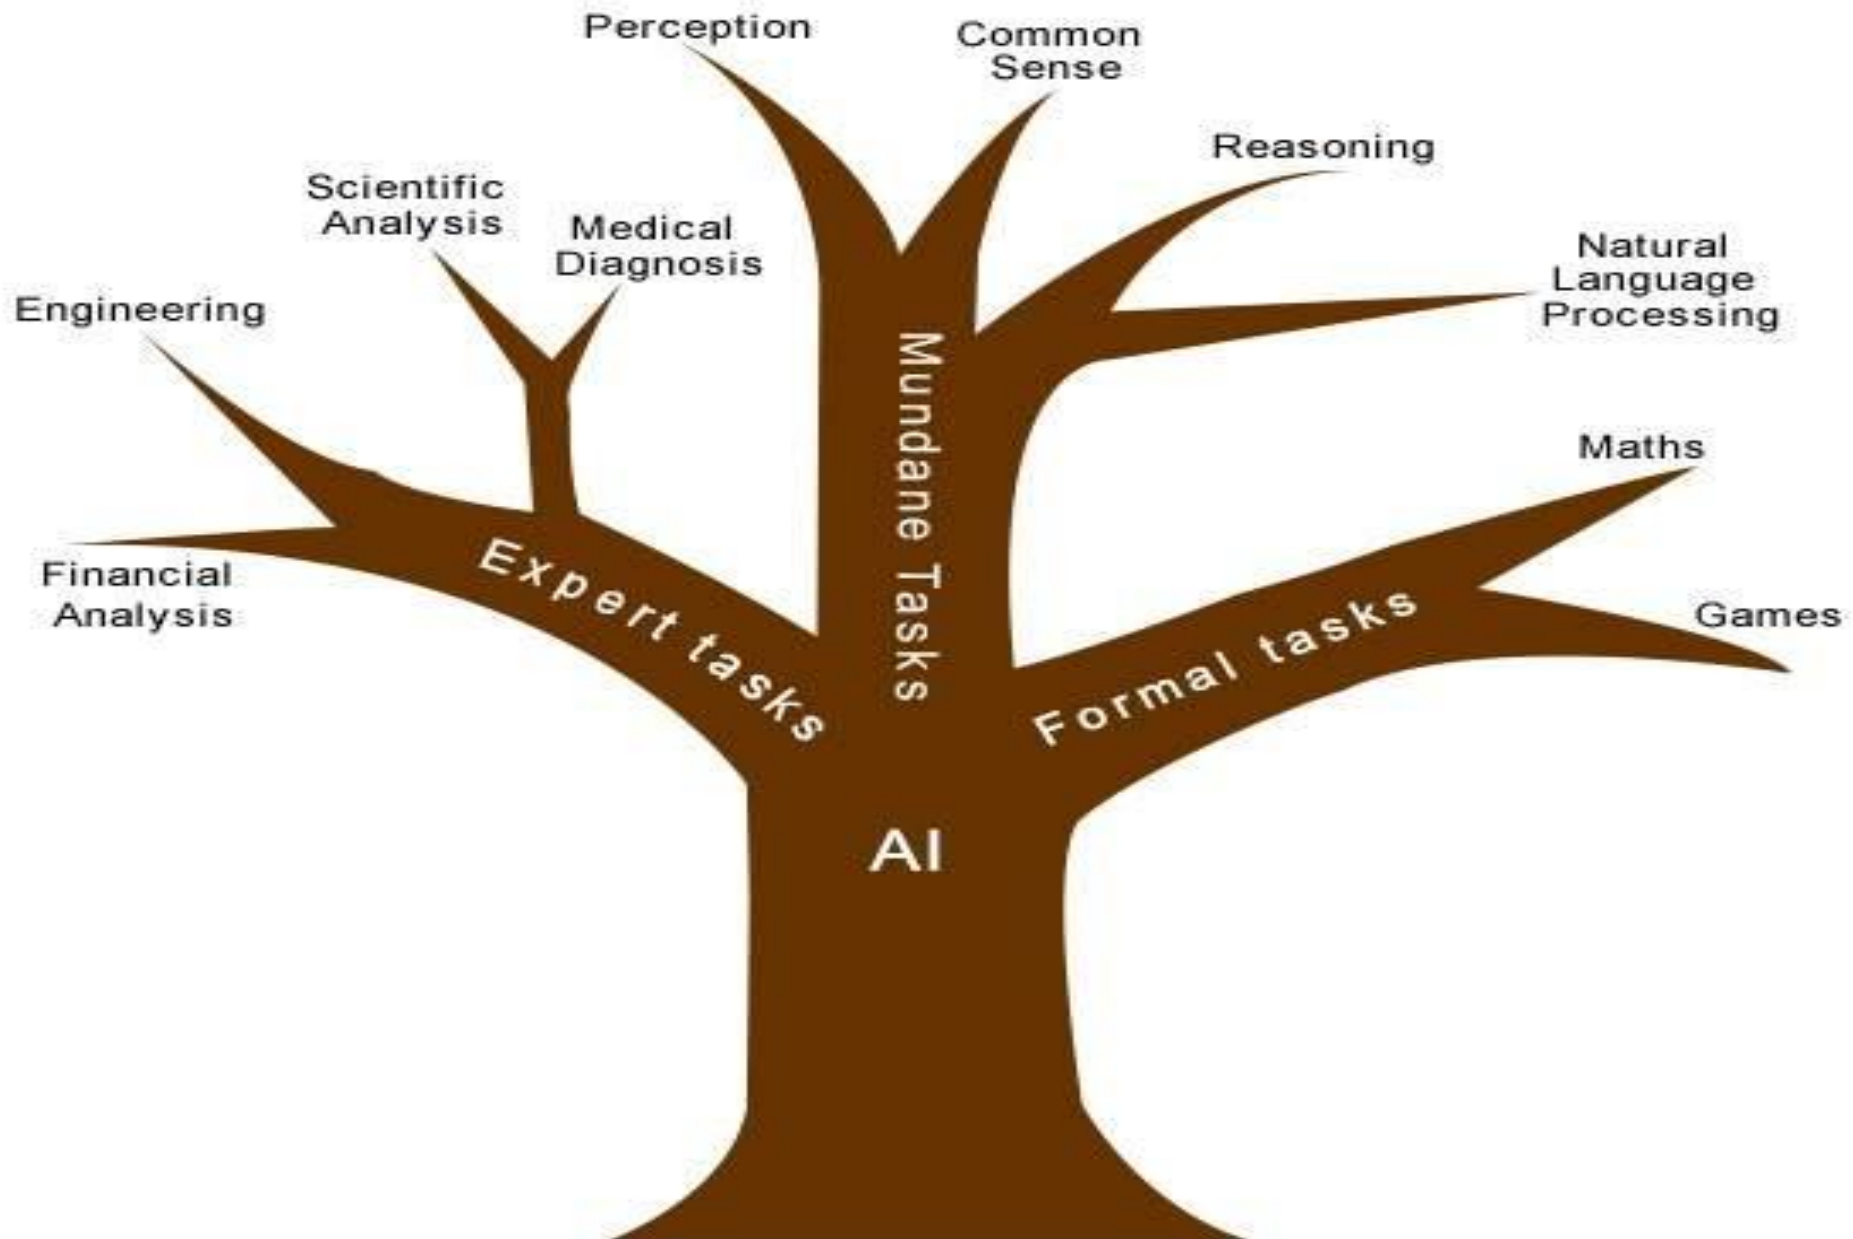 Perception
Common
Sense
Reasoning
Scientific
Analysis
Medical
Diagnosis
Natural
Language
Processing
Engineering
Maths
Financial
Analysis
Games
Mundane Tasks
Expert tasks
Formal tasks
AI